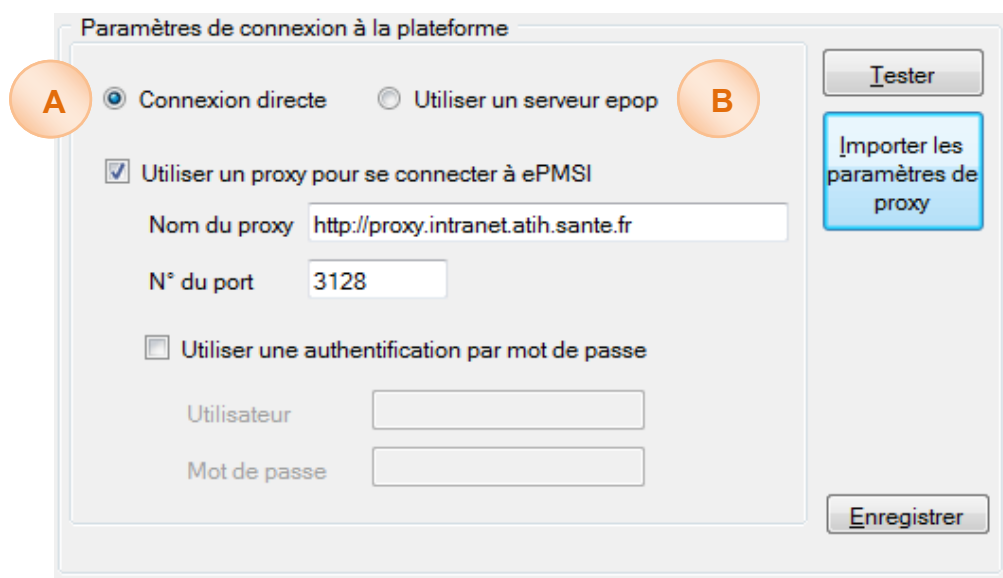 Paramètres de connexion à la plateforme
A
Connexion directe
Utiliser un serveur epop
B
Tester
Importer les
paramètres de
proxy
Utiliser un proxy pour se connecter à ePMSI
Nom du proxy http://proxy.intranet.atih.sante.fr
N° du port 3128
Utiliser une authentification par mot de passe
Utilisateur
Mot de passe
Enregistrer